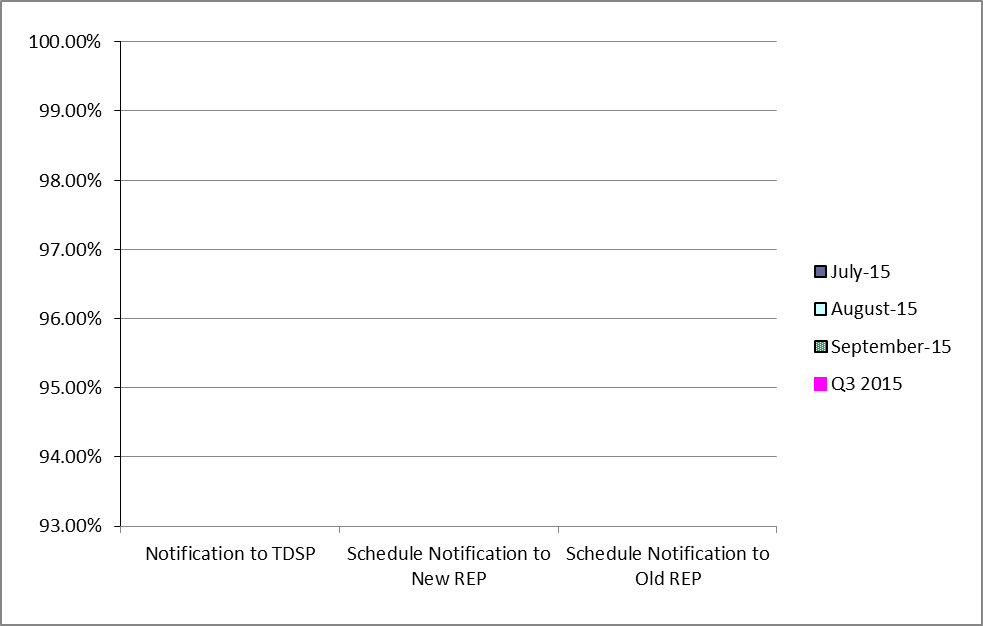 100.00%
99.00%
98.00%
97.00%
96.00%
95.00%
94.00%
93.00%
Notification to TDSP
Schedule Notification to
New REP
Schedule Notification to
Old REP
July-15
August-15
September-15
Q3 2015